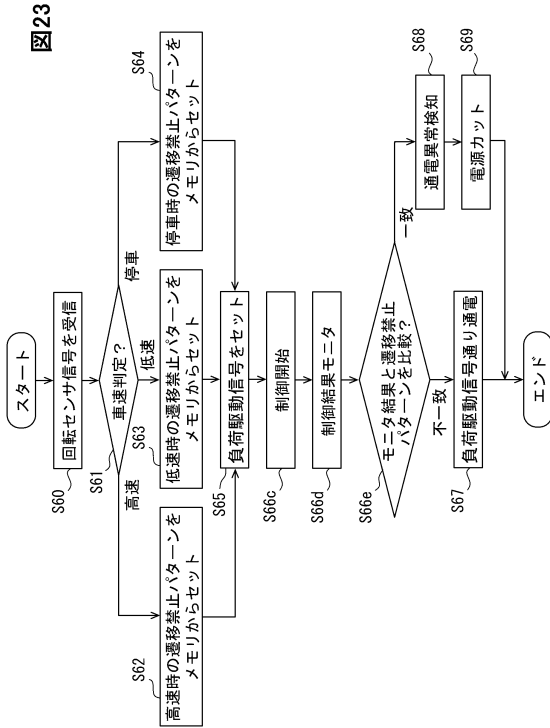 図23
スタート
S60
回転センサ信号を受信
S61
車速判定?
高速
低速
停車
S62
高速時の遷移禁止パターンを
メモリからセット
S63
低速時の遷移禁止パターンを
メモリからセット
S64
停車時の遷移禁止パターンを
メモリからセット
S65
負荷駆動信号をセット
S66c
制御開始
S66d
制御結果モニタ
S66e
モニタ結果と遷移禁止
パターンを比較?
不一致
一致
S67
負荷駆動信号通り通電
S68
通電異常検知
S69
電源カット
エンド